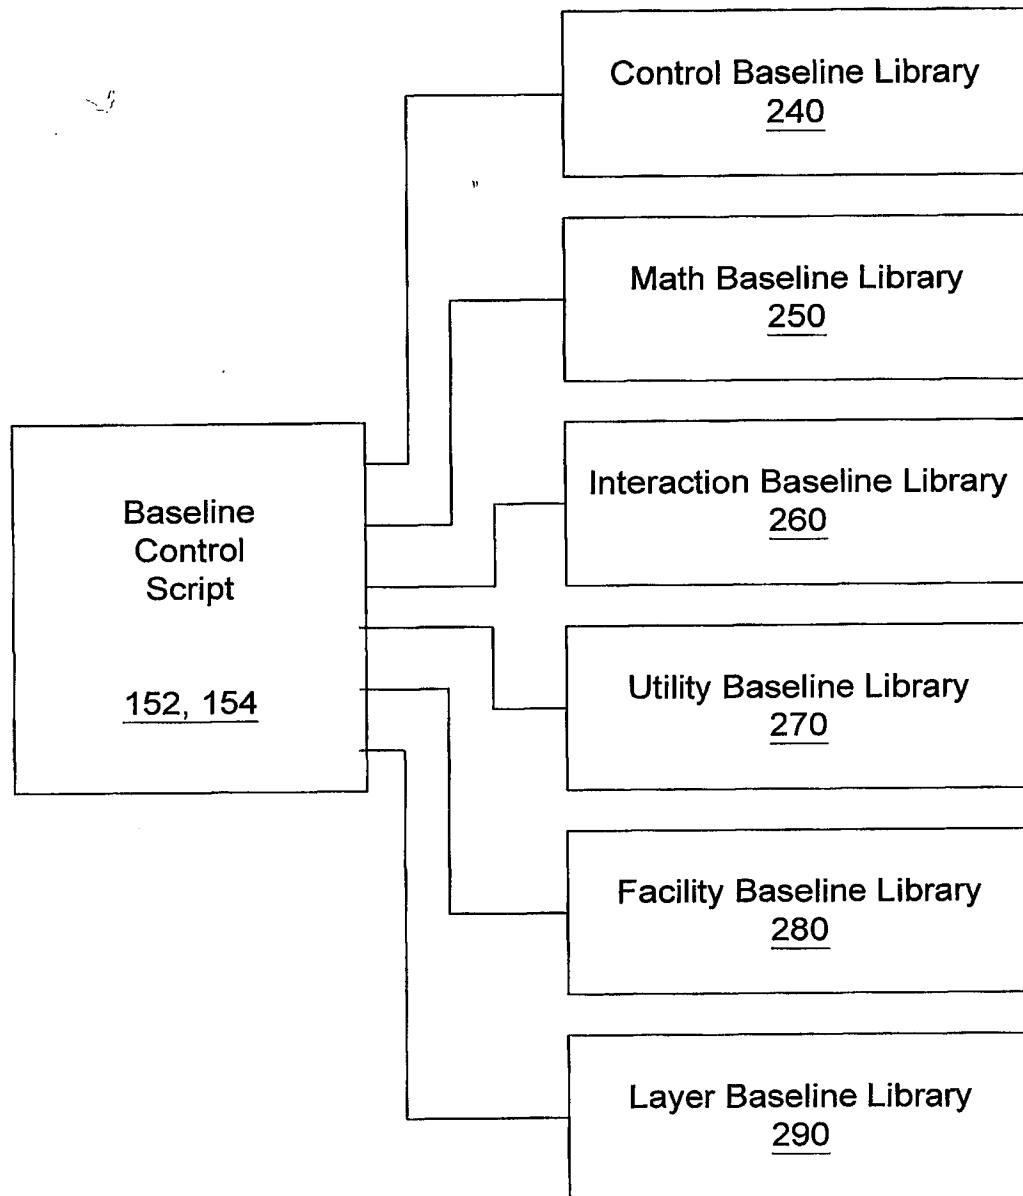 Control Baseline Library
240
Math Baseline Library
250
Interaction Baseline Library
260
Baseline
Control
Script
152, 154
Utility Baseline Library
270
Facility Baseline Library
280
Layer Baseline Library
290